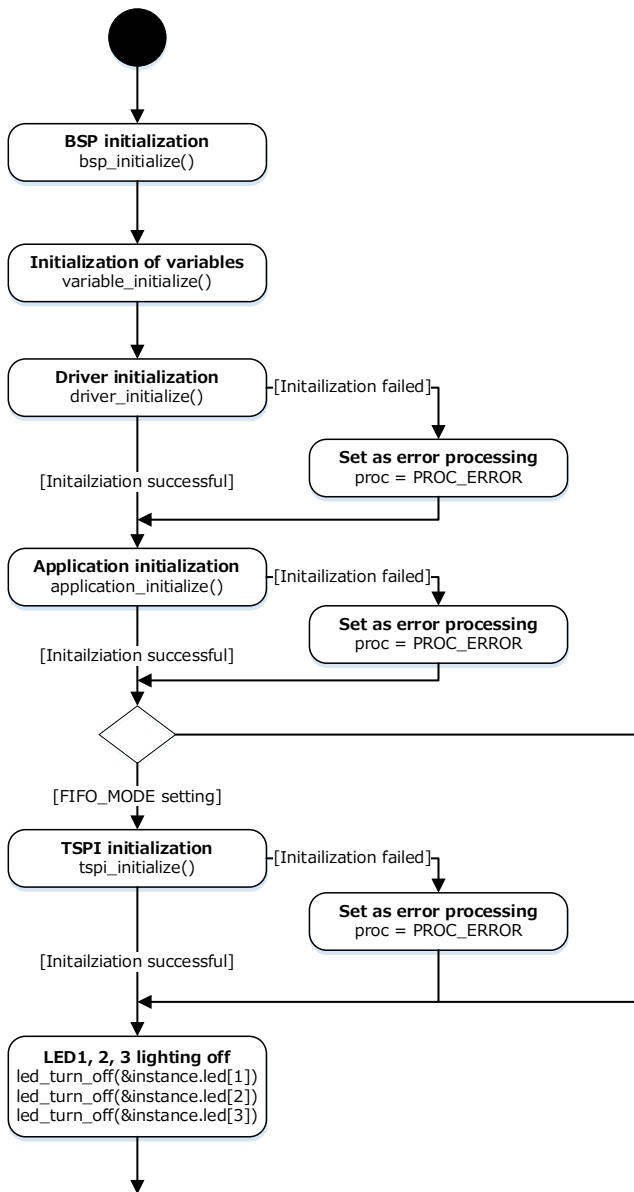 BSP initialization
bsp_initialize()
Initialization of variables
variable_initialize()
Driver initialization
driver_initialize()
[Initailization failed]
Set as error processing
proc = PROC_ERROR
[Initailziation successful]
Application initialization
application_initialize()
[Initailization failed]
Set as error processing
proc = PROC_ERROR
[Initailziation successful]
[FIFO_MODE setting]
TSPI initialization
tspi_initialize()
[Initailization failed]
Set as error processing
proc = PROC_ERROR
[Initailziation successful]
LED1, 2, 3 lighting off
led_turn_off(&instance.led[1])
led_turn_off(&instance.led[2])
led_turn_off(&instance.led[3])